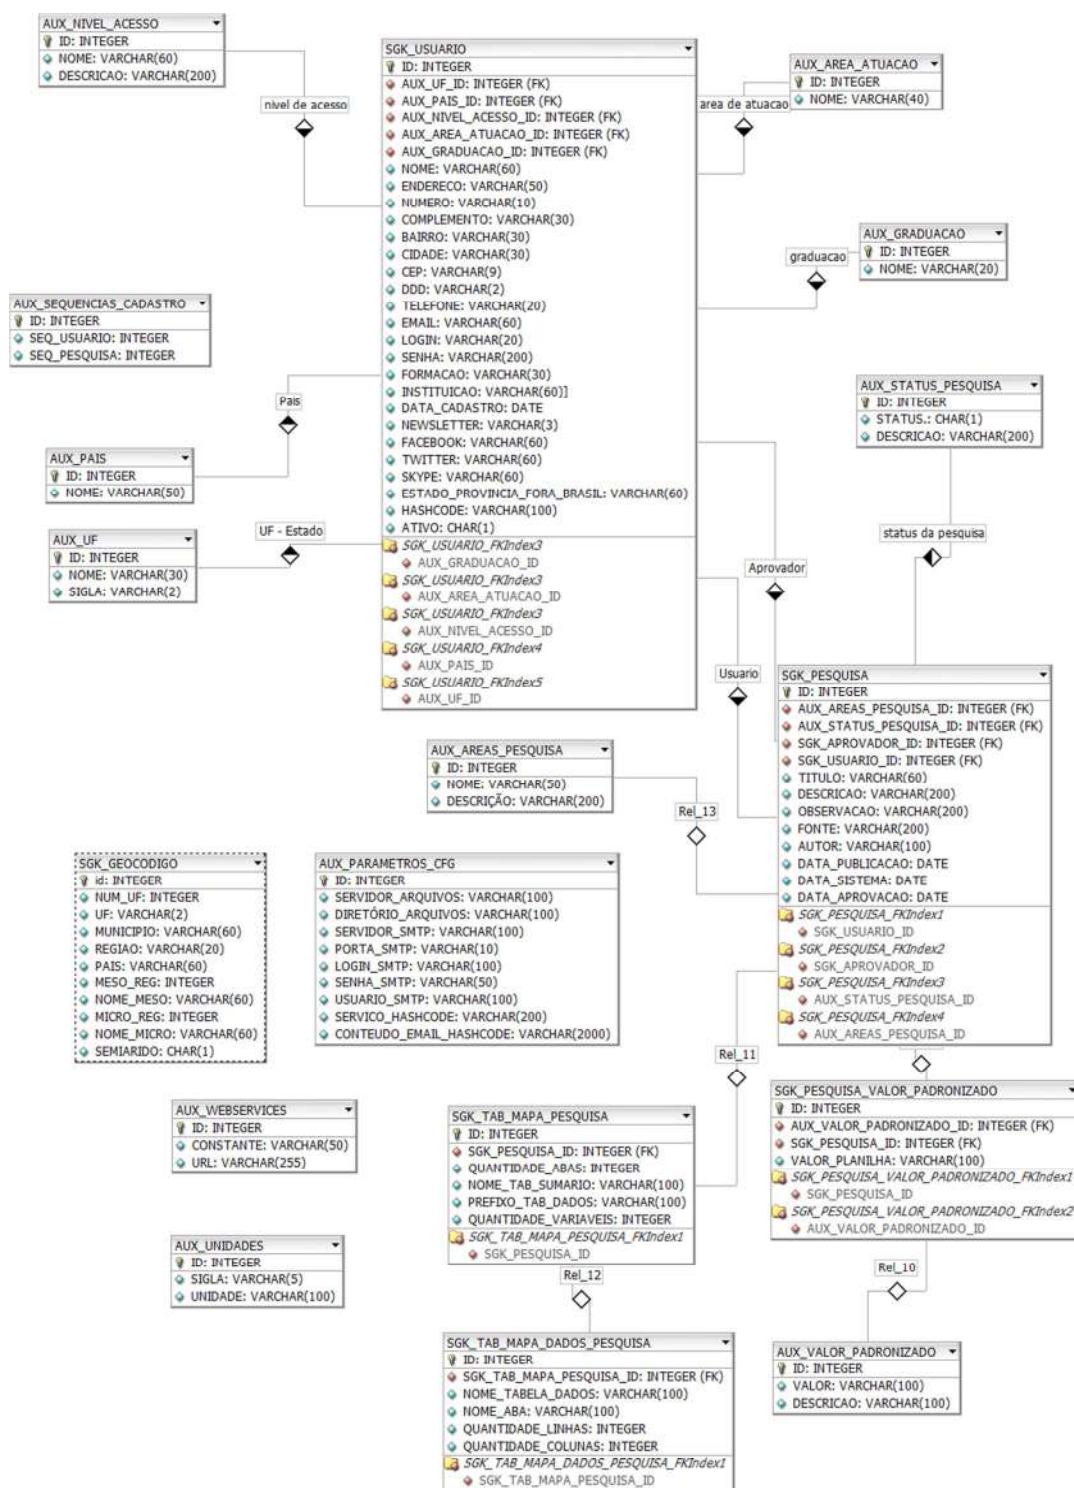 AUX_NIVEL_ACESSO
ID: INTEGER
NOME: VARCHAR(60)
DESCRICAO: VARCHAR(200)
nivel de acesso
SGK_USUARIO
ID: INTEGER
AUX_UF_ID: INTEGER (FK)
AUX_PAIS_ID: INTEGER (FK)
AUX_NIVEL_ACESSO_ID: INTEGER (FK)
AUX_AREA_ATUACAO_ID: INTEGER (FK)
AUX_GRADUACAO_ID: INTEGER (FK)
NOME: VARCHAR(60)
ENDERECO: VARCHAR(50)
NUMERO: VARCHAR(10)
COMPLEMENTO: VARCHAR(30)
BAIRRO: VARCHAR(30)
CIDADE: VARCHAR(30)
CEP: VARCHAR(9)
DDD: VARCHAR(2)
TELEFONE: VARCHAR(20)
EMAIL: VARCHAR(60)
LOGIN: VARCHAR(20)
SENHA: VARCHAR(200)
FORMACAO: VARCHAR(30)
INSTITUICAO: VARCHAR(60)]
DATA_CADASTRO: DATE
NEWSLETTER: VARCHAR(3)
FACEBOOK: VARCHAR(60)
TWITTER: VARCHAR(60)
SKYPE: VARCHAR(60)
ESTADO_PROVINCIA_FORA_BRASIL: VARCHAR(60)
HASHCODE: VARCHAR(100)
ATIVO: CHAR(1)
SGK_USUARIO_FKIndex3
AUX_GRADUACAO_ID
SGK_USUARIO_FKIndex3
AUX_AREA_ATUACAO_ID
SGK_USUARIO_FKIndex3
AUX_NIVEL_ACESSO_ID
SGK_USUARIO_FKIndex4
AUX_PAIS_ID
SGK_USUARIO_FKIndex5
AUX_UF_ID
area de atuacao
AUX_AREA_ATUACAO
ID: INTEGER
NOME: VARCHAR(40)
graduacao
AUX_GRADUACAO
ID: INTEGER
NOME: VARCHAR(20)
AUX_SEQUENCIAS_CADASTRO
ID: INTEGER
SEQ_USUARIO: INTEGER
SEQ_PESQUISA: INTEGER
Pais
AUX_PAIS
ID: INTEGER
NOME: VARCHAR(50)
UF - Estado
AUX_UF
ID: INTEGER
NOME: VARCHAR(30)
SIGLA: VARCHAR(2)
AUX_STATUS_PESQUISA
ID: INTEGER
STATUS.: CHAR(1)
DESCRICAO: VARCHAR(200)
status da pesquisa
Aprovador
Usuario
SGK_PESQUISA
ID: INTEGER
AUX_AREAS_PESQUISA_ID: INTEGER (FK)
AUX_STATUS_PESQUISA_ID: INTEGER (FK)
SGK_APROVADOR_ID: INTEGER (FK)
SGK_USUARIO_ID: INTEGER (FK)
TITULO: VARCHAR(60)
DESCRICAO: VARCHAR(200)
OBSERVACAO: VARCHAR(200)
FONTE: VARCHAR(200)
AUTOR: VARCHAR(100)
DATA_PUBLICACAO: DATE
DATA_SISTEMA: DATE
DATA_APROVACAO: DATE
SGK_PESQUISA_FKIndex1
SGK_USUARIO_ID
SGK_PESQUISA_FKIndex2
SGK_APROVADOR_ID
SGK_PESQUISA_FKIndex3
AUX_STATUS_PESQUISA_ID
SGK_PESQUISA_FKIndex4
AUX_AREAS_PESQUISA_ID
AUX_AREAS_PESQUISA
ID: INTEGER
NOME: VARCHAR(50)
DESCRIÇÃO: VARCHAR(200)
Rel_13
SGK_GEOCODIGO
id: INTEGER
NUM_UF: INTEGER
UF: VARCHAR(2)
MUNICIPIO: VARCHAR(60)
REGIAO: VARCHAR(20)
PAIS: VARCHAR(60)
MESO_REG: INTEGER
NOME_MESO: VARCHAR(60)
MICRO_REG: INTEGER
NOME_MICRO: VARCHAR(60)
SEMIARIDO: CHAR(1)
AUX_PARAMETROS_CFG
ID: INTEGER
SERVIDOR_ARQUIVOS: VARCHAR(100)
DIRETÓRIO_ARQUIVOS: VARCHAR(100)
SERVIDOR_SMTP: VARCHAR(100)
PORTA_SMTP: VARCHAR(10)
LOGIN_SMTP: VARCHAR(100)
SENHA_SMTP: VARCHAR(50)
USUARIO_SMTP: VARCHAR(100)
SERVICO_HASHCODE: VARCHAR(200)
CONTEUDO_EMAIL_HASHCODE: VARCHAR(2000)
Rel_11
SGK_PESQUISA_VALOR_PADRONIZADO
ID: INTEGER
AUX_VALOR_PADRONIZADO_ID: INTEGER (FK)
SGK_PESQUISA_ID: INTEGER (FK)
VALOR_PLANILHA: VARCHAR(100)
SGK_PESQUISA_VALOR_PADRONIZADO_FKIndex1
SGK_PESQUISA_ID
SGK_PESQUISA_VALOR_PADRONIZADO_FKIndex2
AUX_VALOR_PADRONIZADO_ID
AUX_WEBSERVICES
ID: INTEGER
CONSTANTE: VARCHAR(50)
URL: VARCHAR(255)
SGK_TAB_MAPA_PESQUISA
ID: INTEGER
SGK_PESQUISA_ID: INTEGER (FK)
QUANTIDADE_ABAS: INTEGER
NOME_TAB_SUMARIO: VARCHAR(100)
PREFIXO_TAB_DADOS: VARCHAR(100)
QUANTIDADE_VARIAVEIS: INTEGER
SGK_TAB_MAPA_PESQUISA_FKIndex1
SGK_PESQUISA_ID
AUX_UNIDADES
ID: INTEGER
SIGLA: VARCHAR(5)
UNIDADE: VARCHAR(100)
Rel_12
Rel_10
SGK_TAB_MAPA_DADOS_PESQUISA
ID: INTEGER
SGK_TAB_MAPA_PESQUISA_ID: INTEGER (FK)
NOME_TABELA_DADOS: VARCHAR(100)
NOME_ABA: VARCHAR(100)
QUANTIDADE_LINHAS: INTEGER
QUANTIDADE_COLUNAS: INTEGER
SGK_TAB_MAPA_DADOS_PESQUISA_FKIndex1
SGK_TAB_MAPA_PESQUISA_ID
AUX_VALOR_PADRONIZADO
ID: INTEGER
VALOR: VARCHAR(100)
DESCRICAO: VARCHAR(100)